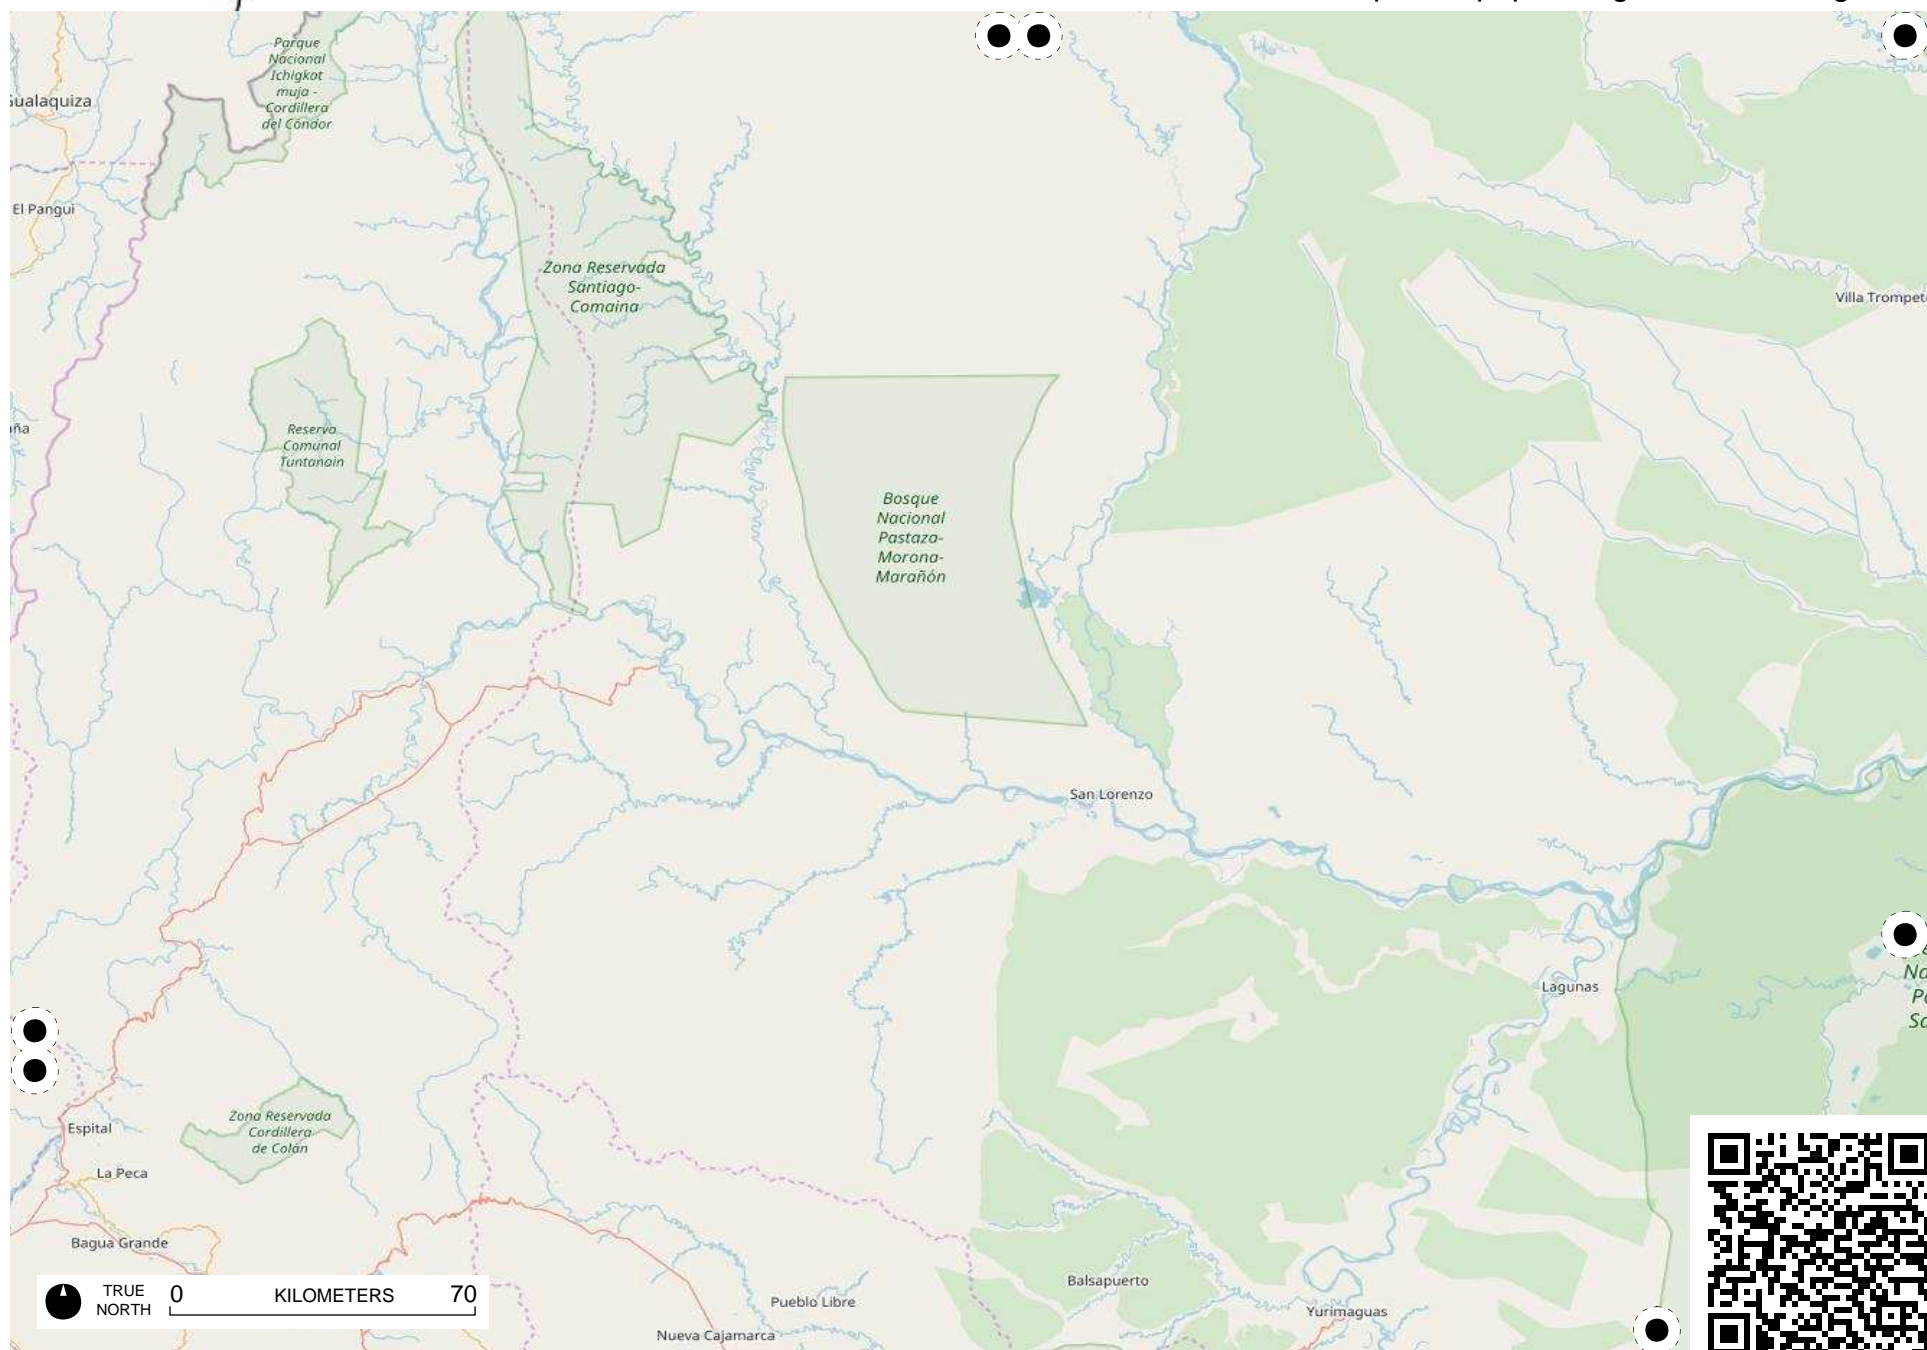 Parque
Nacional
Ichigkat
muja -
Cordillera
del Cóndor
Gualaquiza
El Pangui
Zona Reservada
Santiago-
Comaina
Villa Trompet
Reserva
Comunal
Tuntanain
Bosque
Nacional
Pastaza-
Morona-
Marañón
San Lorenzo
Lagunas
Zona Reservada
Cordillera
de Colán
Espital
La Peca
Bagua Grande
Balsapuerto
Pueblo Libre
Yurimaguas
Nueva Cajamarca
TRUE
NORTH
0 KILOMETERS 70